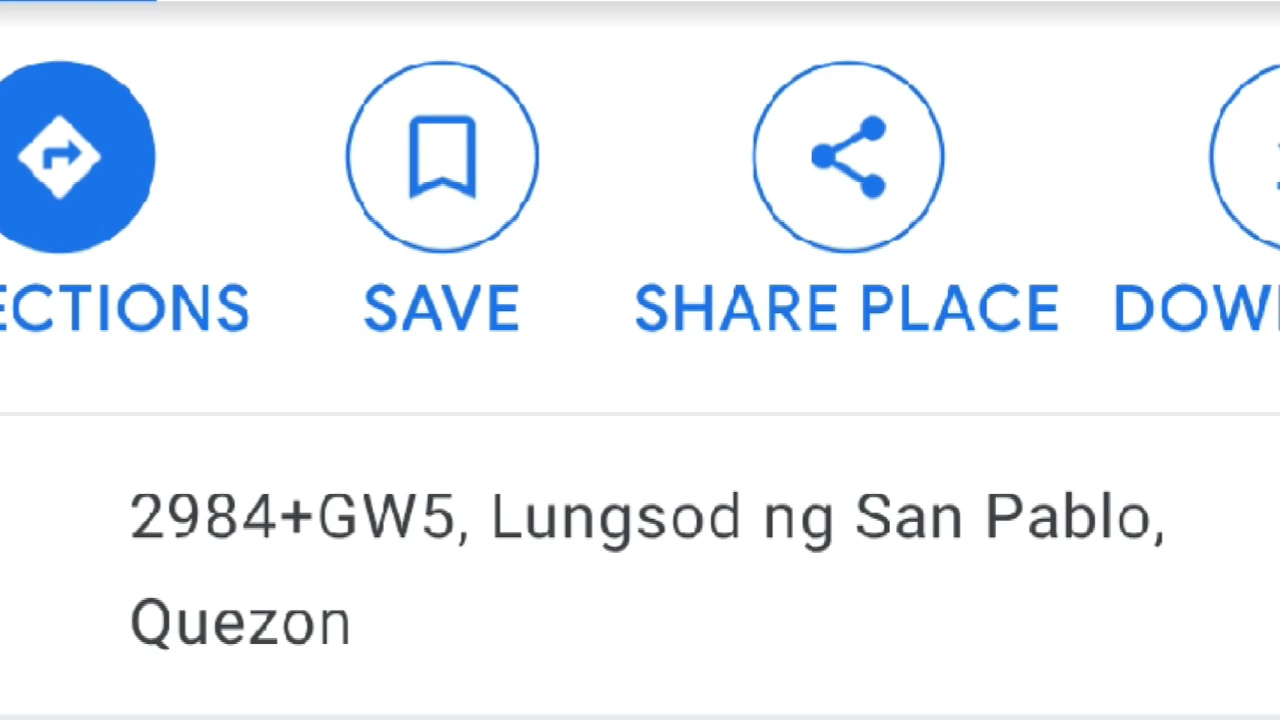 ECTIONS SAVE SHARE PLACE DOW
2984+GW5, Lungsod ng San Pablo,
Quezon